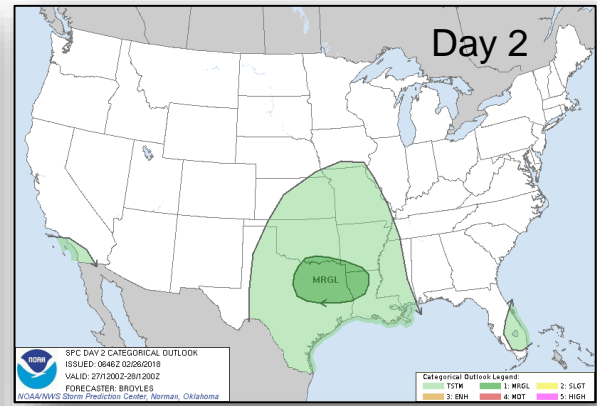 Day 2
MRGL
NOAA
SPC DAY 2 CATEGORICAL OUTLOOK
ISSUED: 0646Z 02/26/2018
VALID: 27/1200Z-28/1200Z
FORECASTER: BROYLES
NOAA/NWS Storm Prediction Center, Norman, Oklahoma
Categorical Outlook Legend:
TSTM 1: MRGL 2: SLGT
3: ENH 4: MDT 5: HIGH